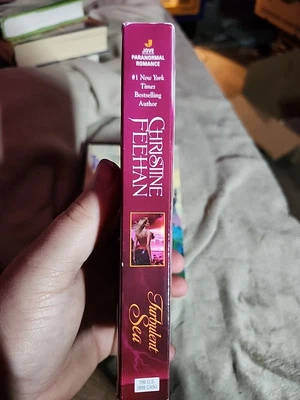 J
JOVE
PARANORMAL
ROMANCE
#1 New York
Times
Bestselling
Author
CHRISTINE
FEEHAN
Turbulent
Sea